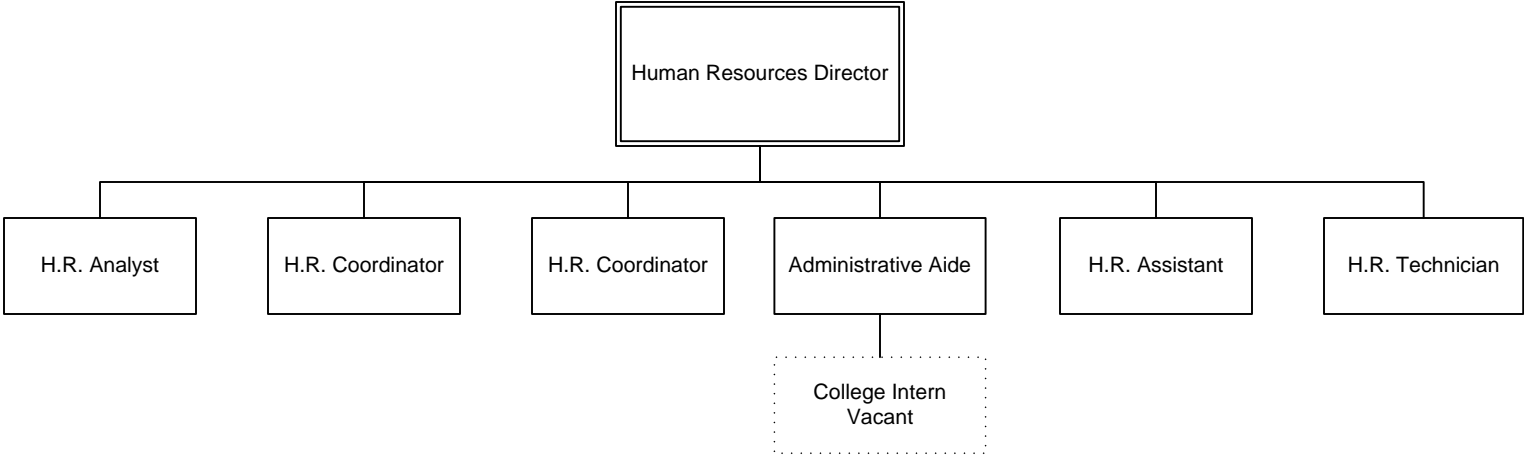 Human Resources Director
H.R. Analyst
H.R. Coordinator
H.R. Coordinator
Administrative Aide
H.R. Assistant
H.R. Technician
College Intern
Vacant